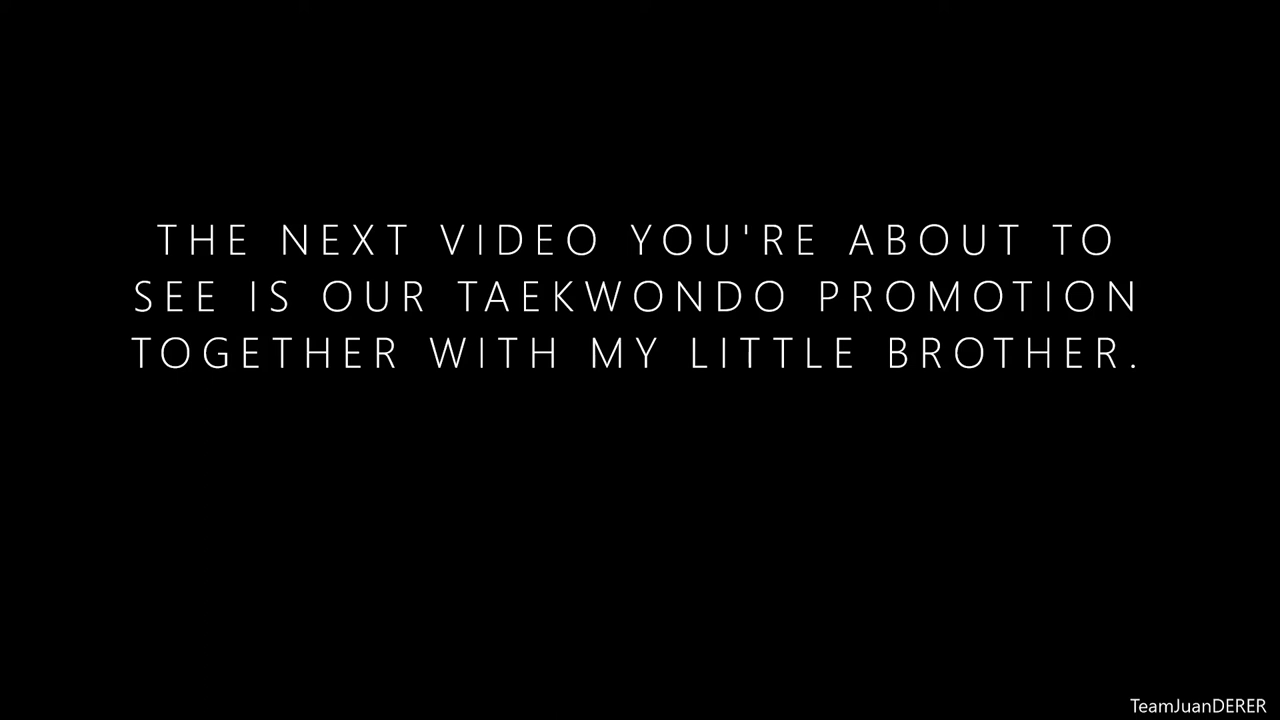 THE NEXT VIDEO YOU'RE ABOUT TO
SEE IS OUR TAEKWONDO PROMOTION
TOGETHER WITH MY LITTLE BROTHER.
TeamJuanDERER